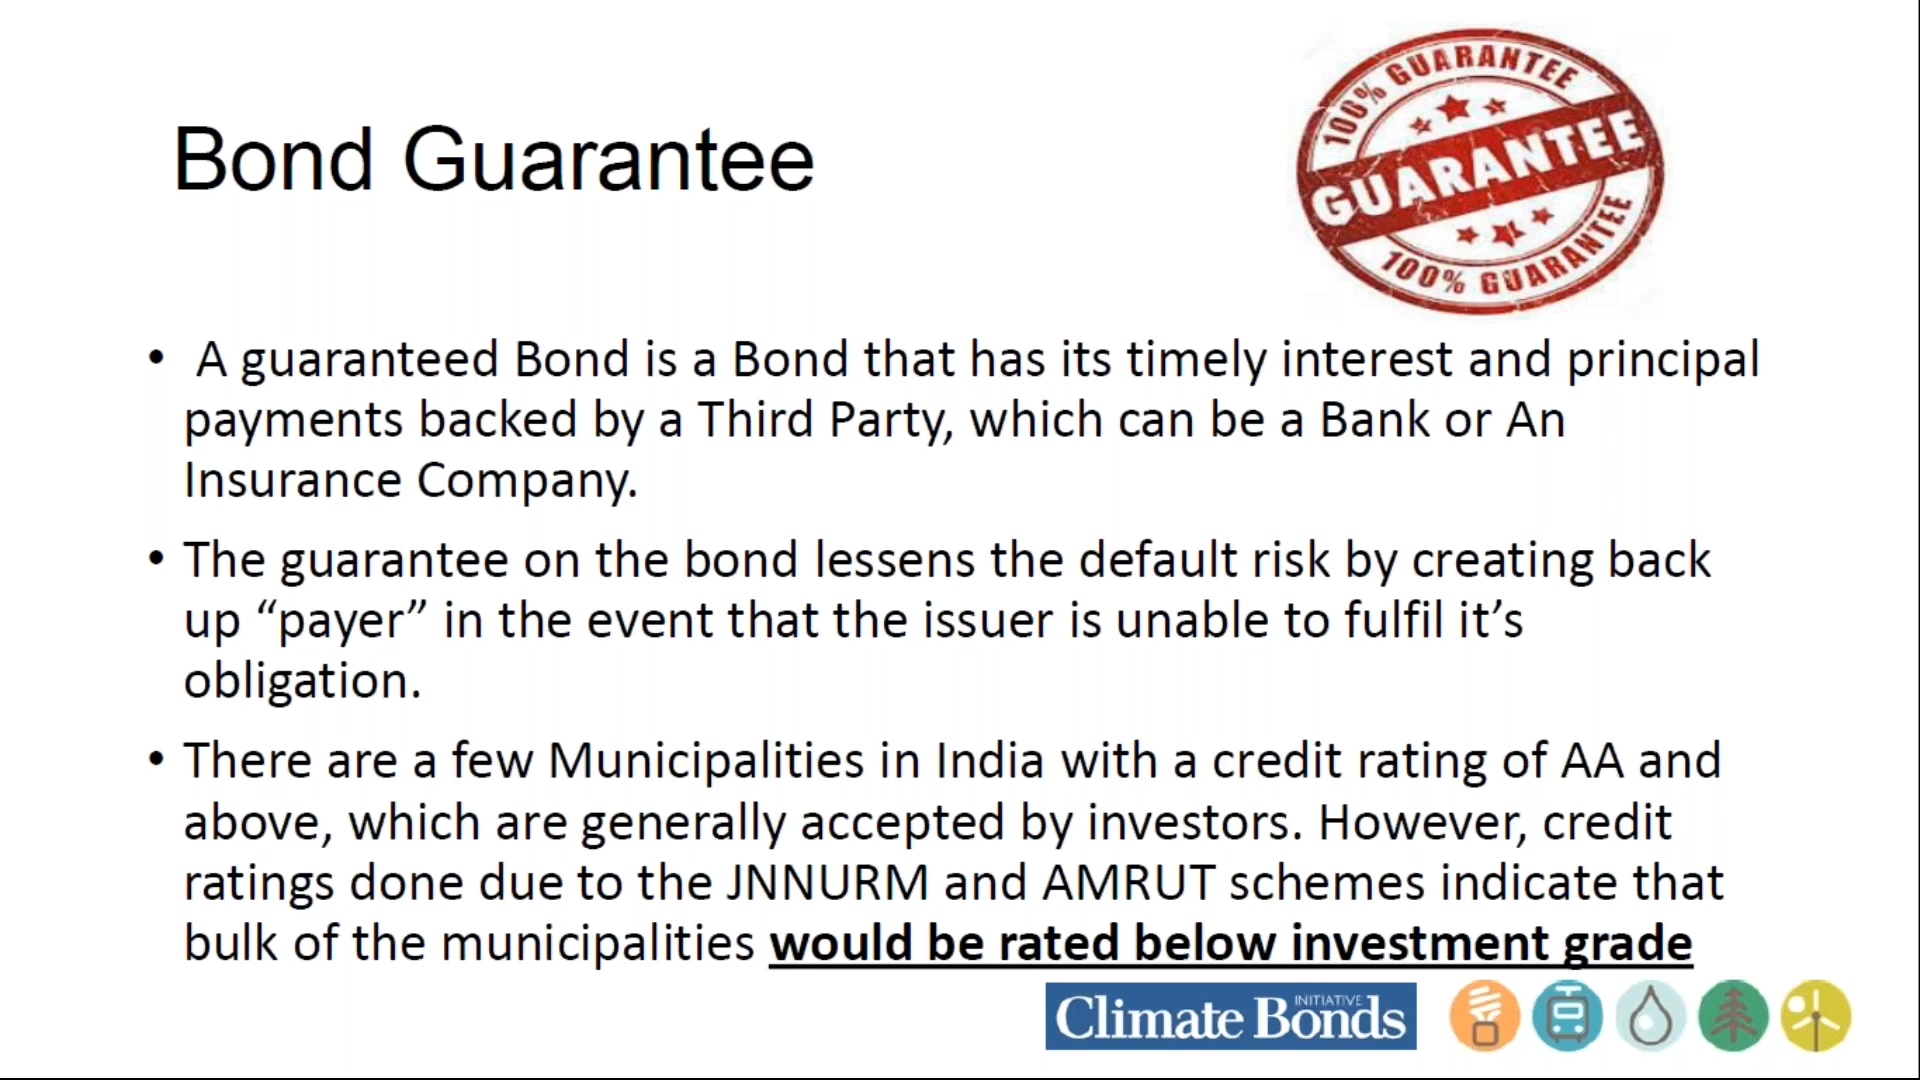 Bond Guarantee
100% GUARANTEE
GUARANTEE
100% GUARANTEE
• A guaranteed Bond is a Bond that has its timely interest and principal
payments backed by a Third Party, which can be a Bank or An
Insurance Company.
• The guarantee on the bond lessens the default risk by creating back
up “payer” in the event that the issuer is unable to fulfil it’s
obligation.
• There are a few Municipalities in India with a credit rating of AA and
above, which are generally accepted by investors. However, credit
ratings done due to the JNNURM and AMRUT schemes indicate that
bulk of the municipalities would be rated below investment grade
Climate Bonds INITIATIVE